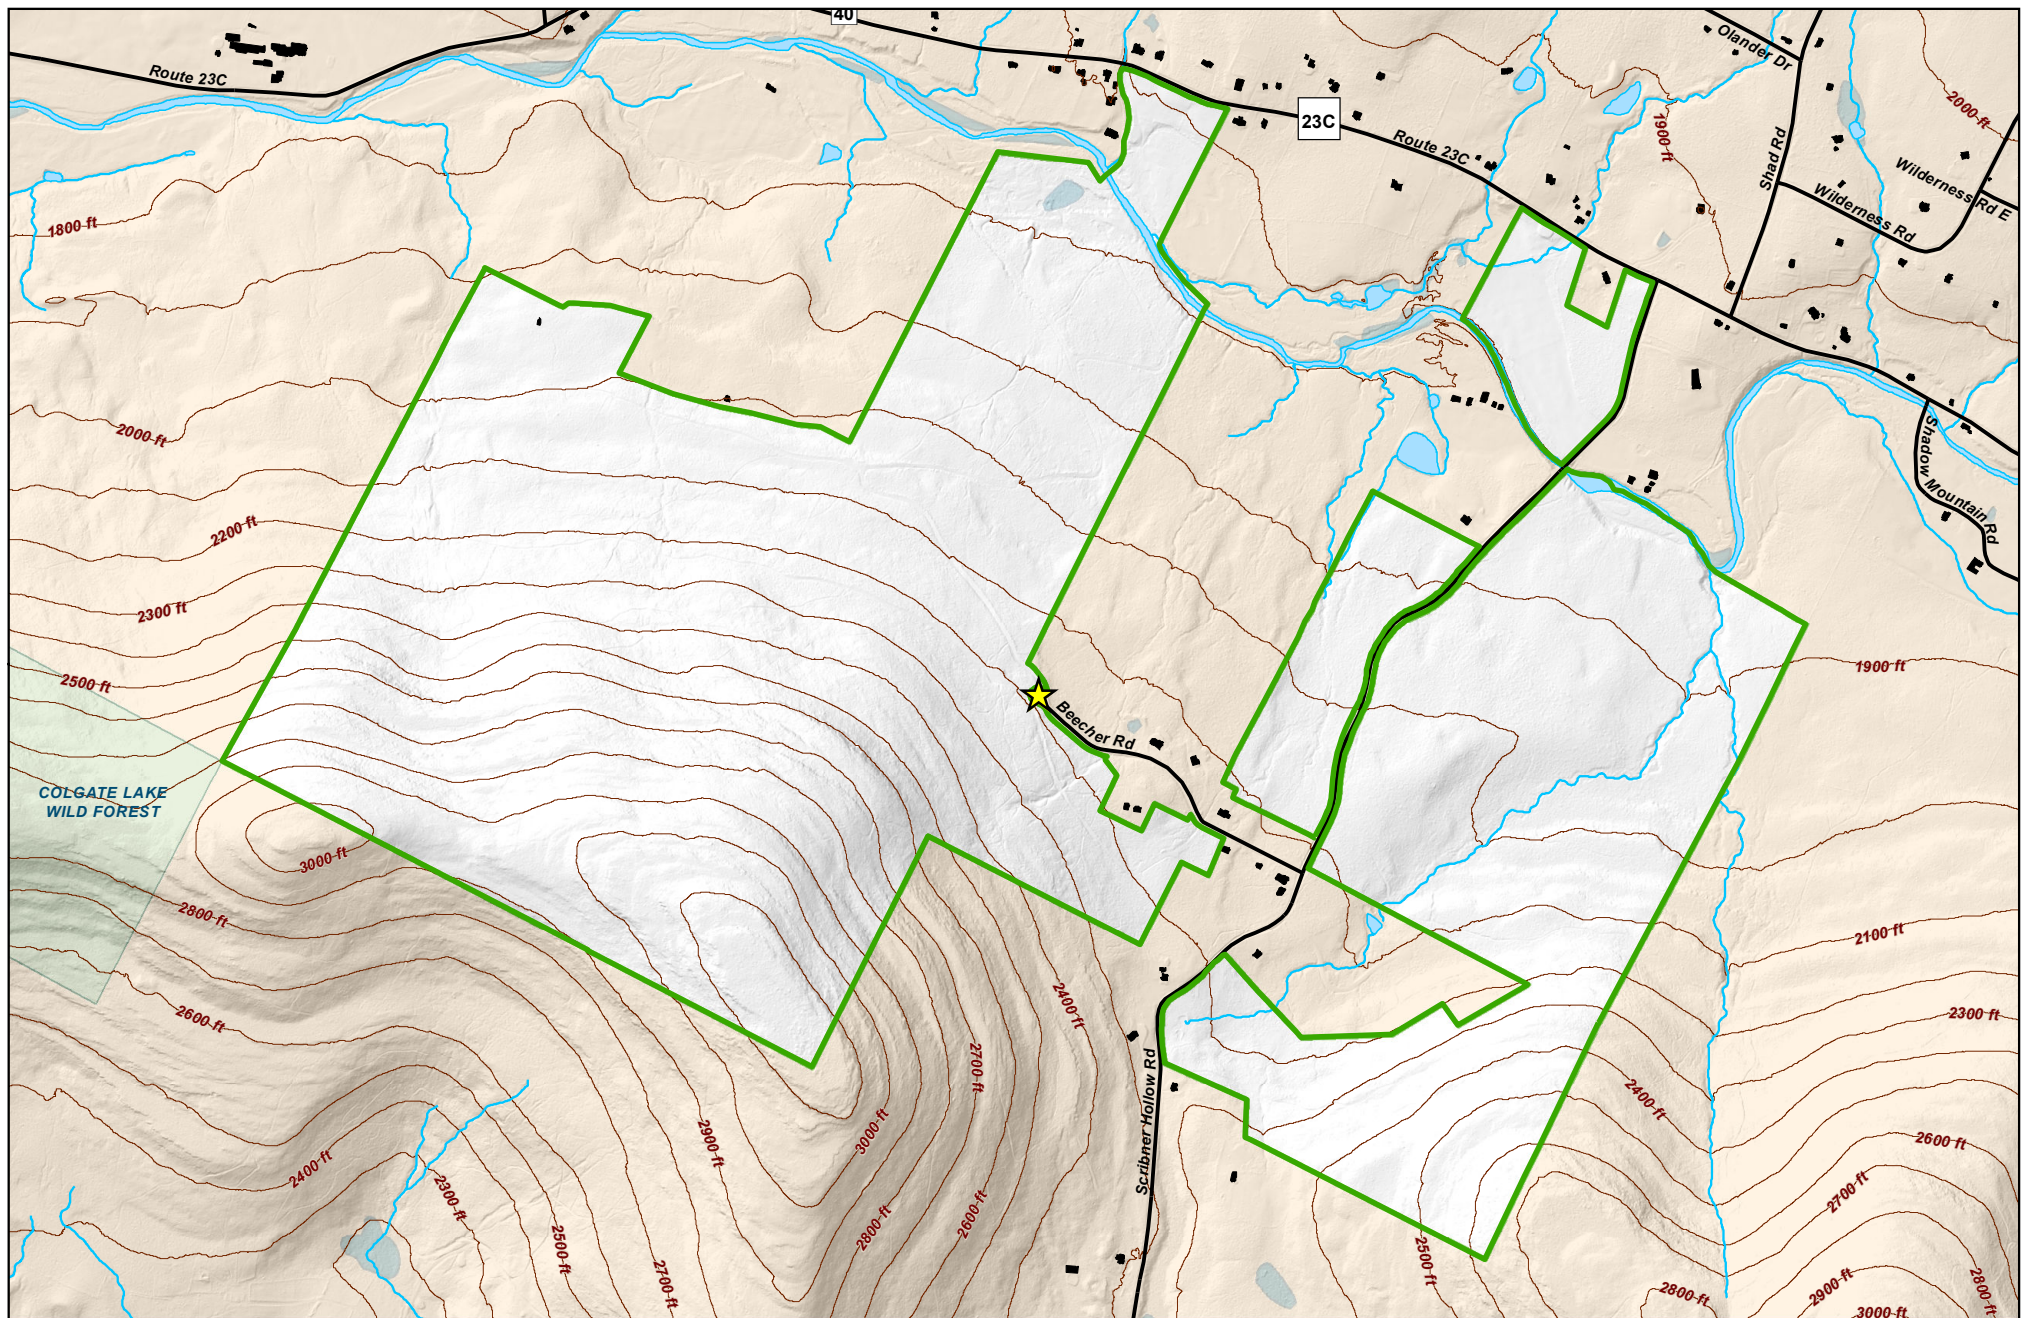 40
Olander Dr
Route 23C
2000 ft
23C
1900 ft
Route 23C
Shad Rd
Wilderness Rd E
Wilderness Rd
1800 ft
2000 ft
Shadow Mountain Rd
2200 ft
2300 ft
1900 ft
2500 ft
Beecher Rd
COLGATE LAKE
WILD FOREST
3000 ft
2800 ft
2100 ft
2400 ft
2600 ft
2300 ft
2700 ft
2400 ft
Scribner Hollow Rd
2900 ft
3000 ft
2600 ft
2400 ft
2300 ft
2700 ft
2800 ft
2600 ft
2500 ft
2500 ft
2700 ft
2800 ft
2900 ft
2800 ft
3000 ft